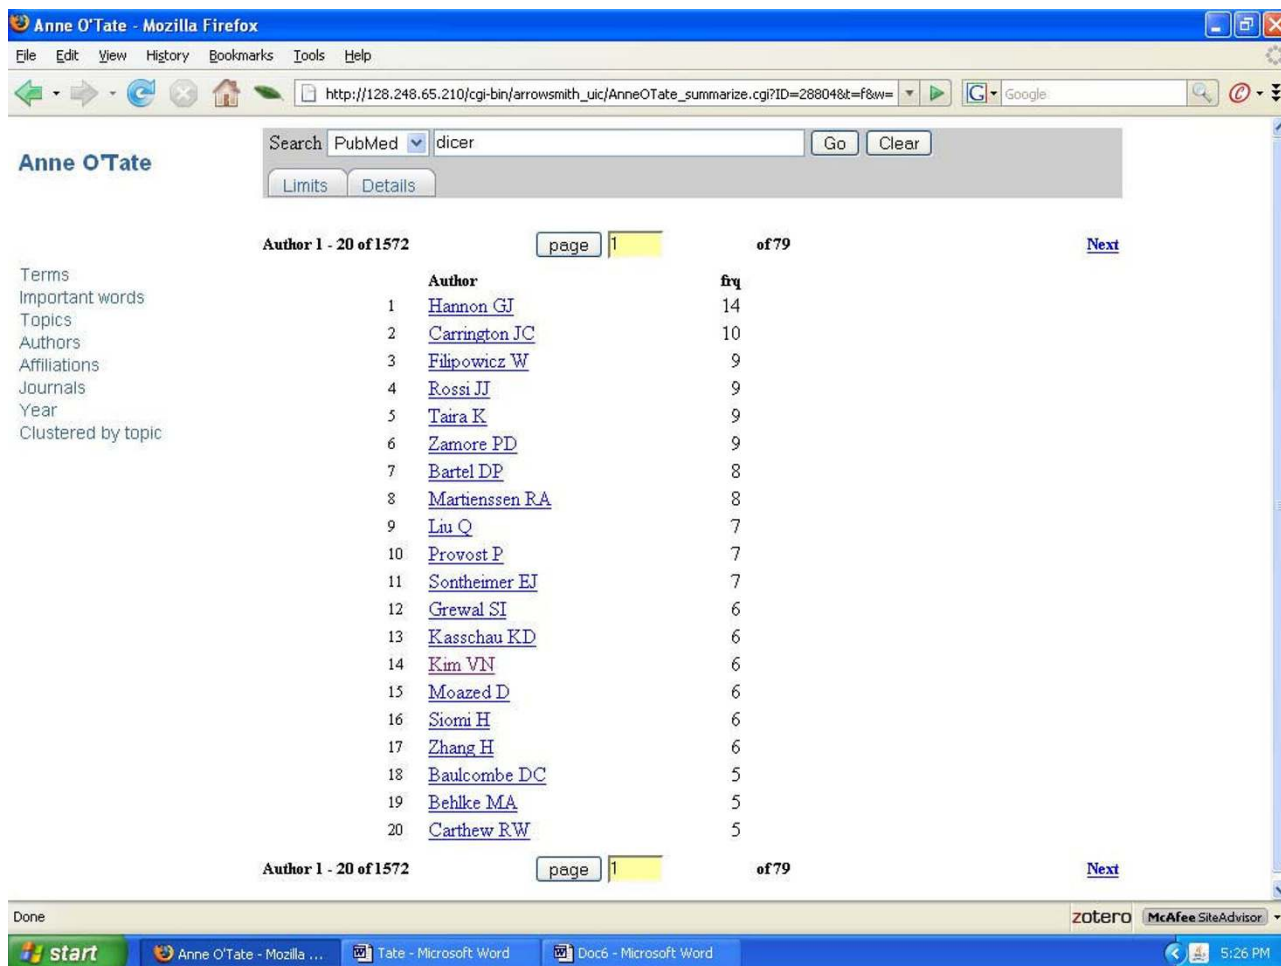 Anne O'Tate - Mozilla Firefox
File Edit View History Bookmarks Tools Help
http://128.248.65.210/cgi-bin/arrowsmith_uic/AnneOTate_summarize.cgi?ID=28804&t=f&w= G Google
Anne O'Tate
Search PubMed dicer Go Clear
Limits Details
Author 1 - 20 of 1572 page 1 of 79 Next
Terms
Important words
Topics
Authors
Affiliations
Journals
Year
Clustered by topic
Author frq
1 Hannon GJ 14
2 Carrington JC 10
3 Filipowicz W 9
4 Rossi JJ 9
5 Taira K 9
6 Zamore PD 9
7 Bartel DP 8
8 Martienssen RA 8
9 Liu Q 7
10 Provost P 7
11 Sontheimer EJ 7
12 Grewal SI 6
13 Kasschau KD 6
14 Kim VN 6
15 Moazed D 6
16 Siomi H 6
17 Zhang H 6
18 Baulcombe DC 5
19 Behlke MA 5
20 Carthew RW 5
Author 1 - 20 of 1572 page 1 of 79 Next
Done zotero McAfee SiteAdvisor
start Anne O'Tate - Mozilla ... Tate - Microsoft Word Doc6 - Microsoft Word 5:26 PM